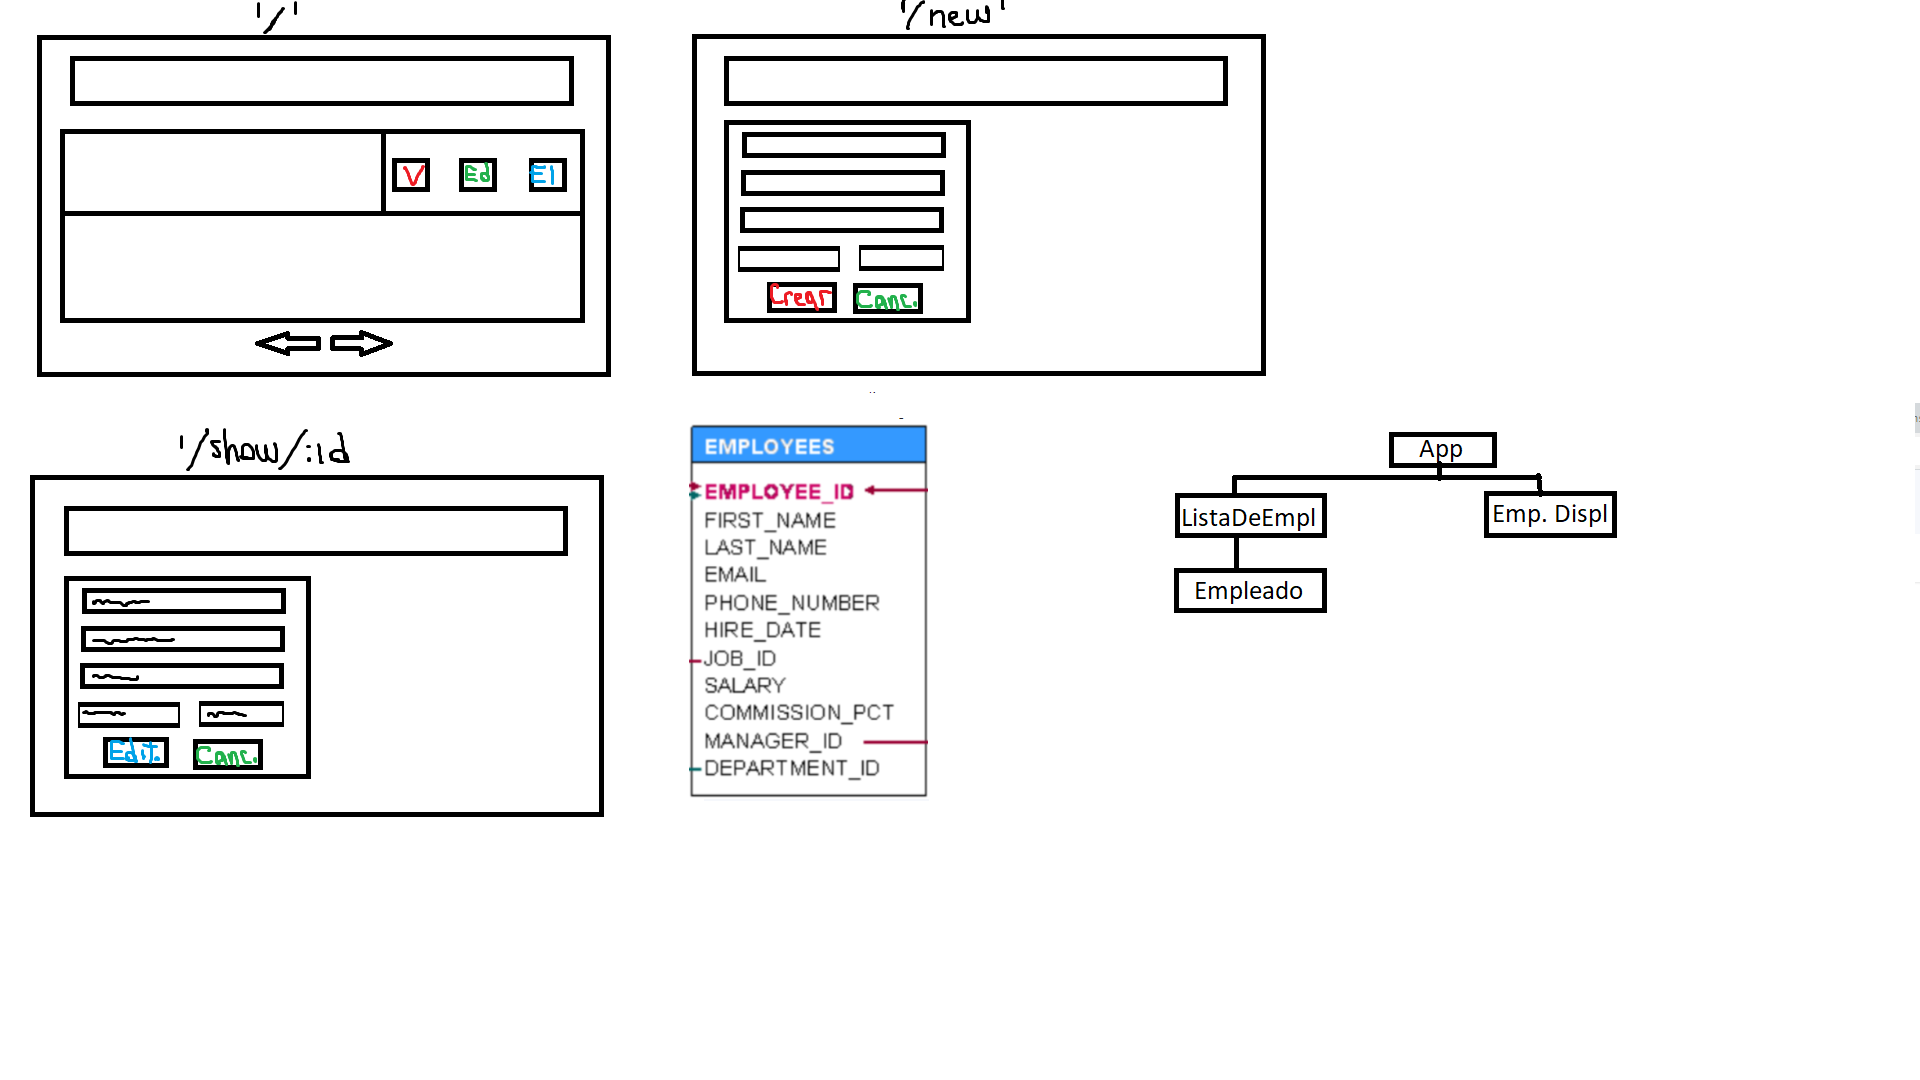 '/'
V Ed El
'/new'
Crear Canc.
'/show/:id
Edit. Canc.
EMPLOYEES
EMPLOYEE_ID
FIRST_NAME
LAST_NAME
EMAIL
PHONE_NUMBER
HIRE_DATE
JOB_ID
SALARY
COMMISSION_PCT
MANAGER_ID
DEPARTMENT_ID
App
ListaDeEmpl
Emp. Displ
Empleado